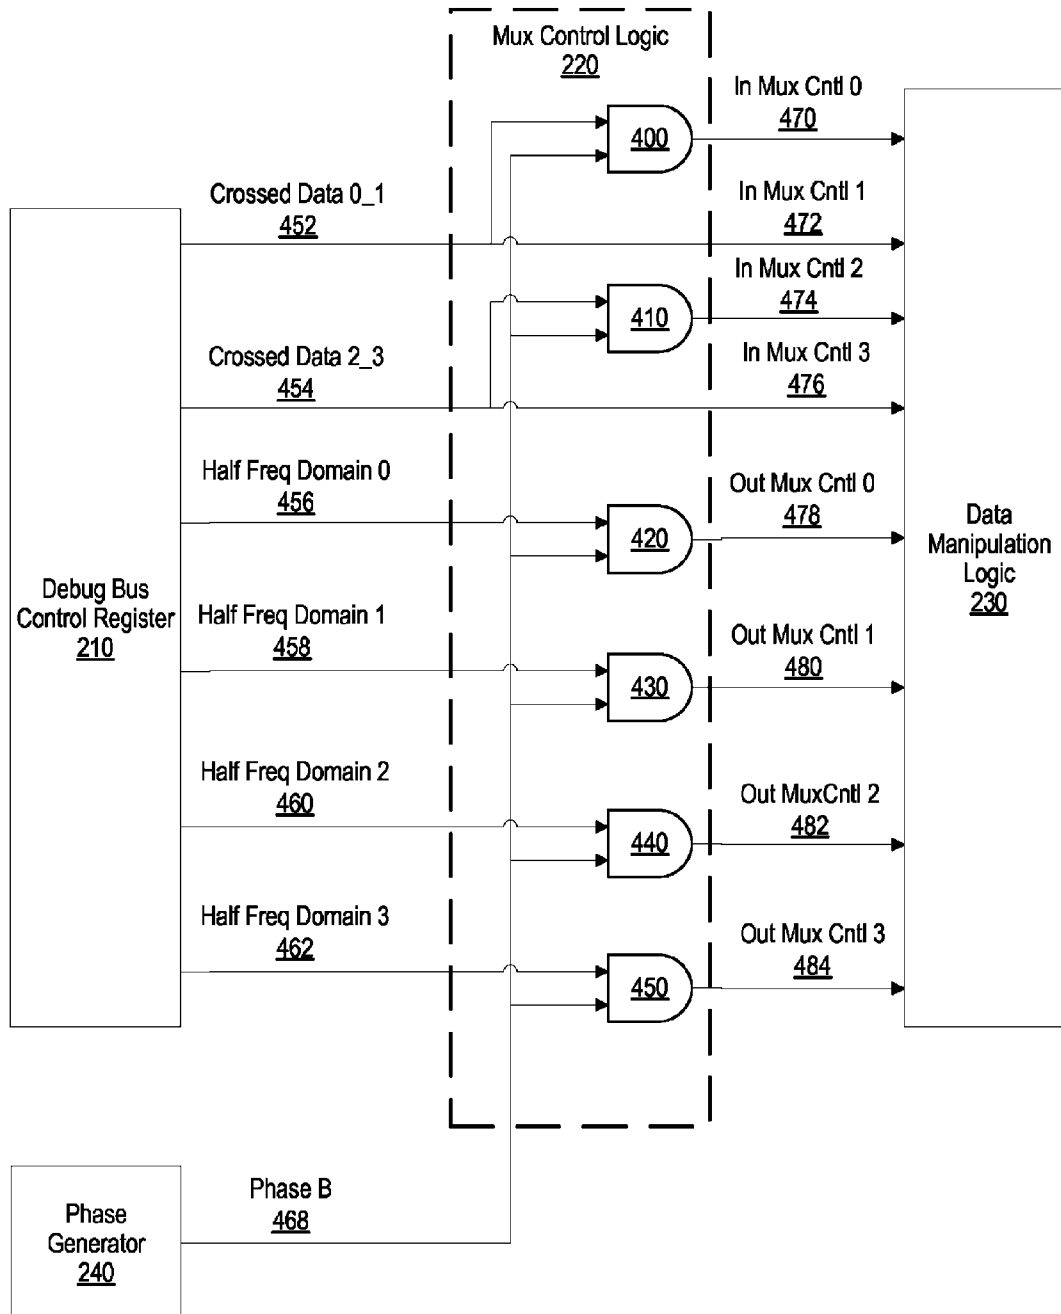 Mux Control Logic
220
In Mux Cntl 0
470
400
Crossed Data 0_1
452
In Mux Cntl 1
472
In Mux Cntl 2
474
410
Crossed Data 2_3
454
In Mux Cntl 3
476
Half Freq Domain 0
456
Out Mux Cntl 0
478
420
Data
Manipulation
Logic
230
Debug Bus
Control Register
210
Half Freq Domain 1
458
Out Mux Cntl 1
480
430
Half Freq Domain 2
460
Out MuxCntl 2
482
440
Half Freq Domain 3
462
Out Mux Cntl 3
484
450
Phase B
468
Phase
Generator
240